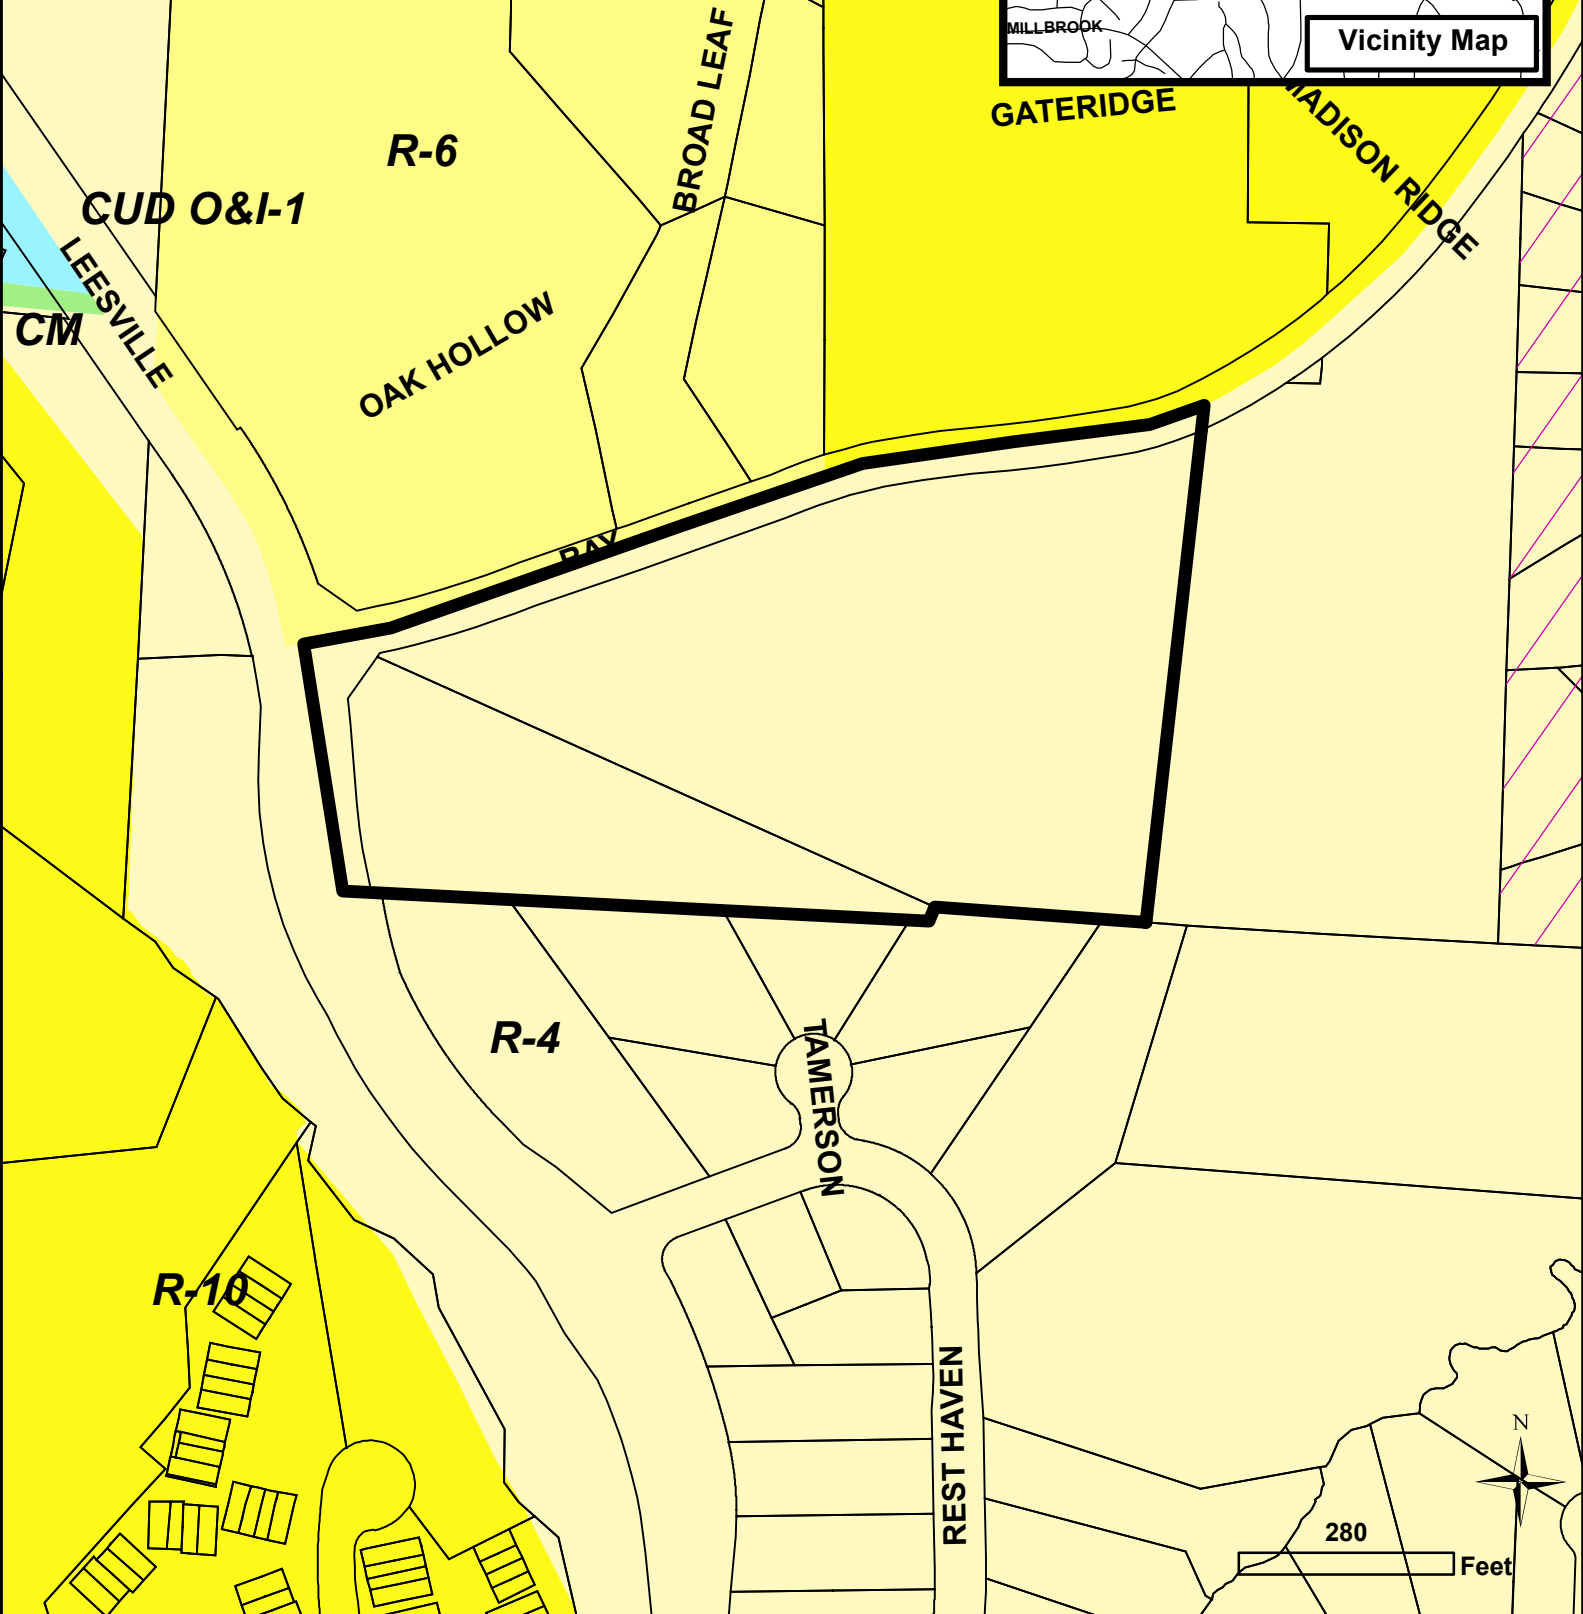 MILLBROOK
Vicinity Map
BROAD LEAF
GATERIDGE
MADISON RIDGE
R-6
CUD O&I-1
LEESVILLE
CM
OAK HOLLOW
RAY
R-4
TAMERSON
R-10
REST HAVEN
N
280
Feet